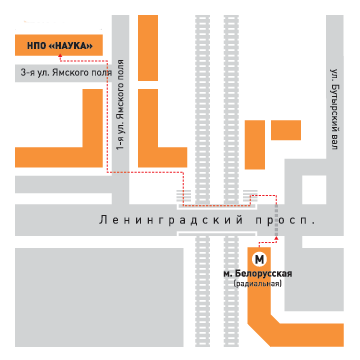 НПО «НАУКА»
3-я ул. Ямского поля
1-я ул. Ямского поля
ул. Бутырский вал
Ленинградский просп.
М
м. Белорусская
(радиальная)